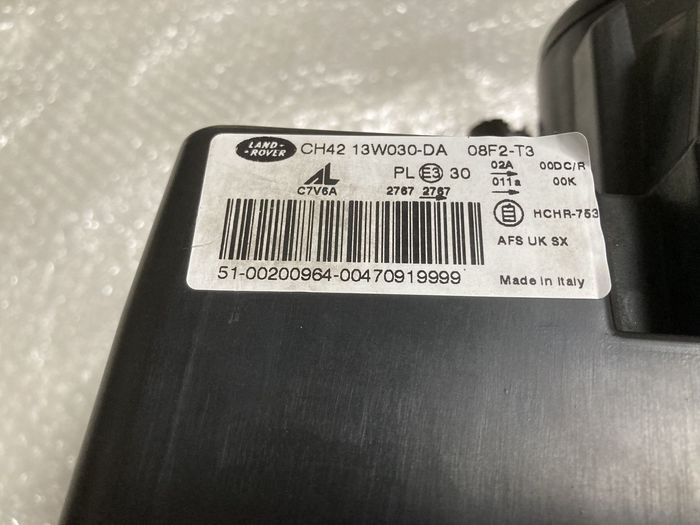 LAND-
-ROVER
CH42 13W030-DA 08F2-T3
AL
C7V6A
PL E3 30
2767 2767
02A 00DC/R
011a 00K
HCHR-753
AFS UK SX
51-00200964-00470919999
Made in Italy